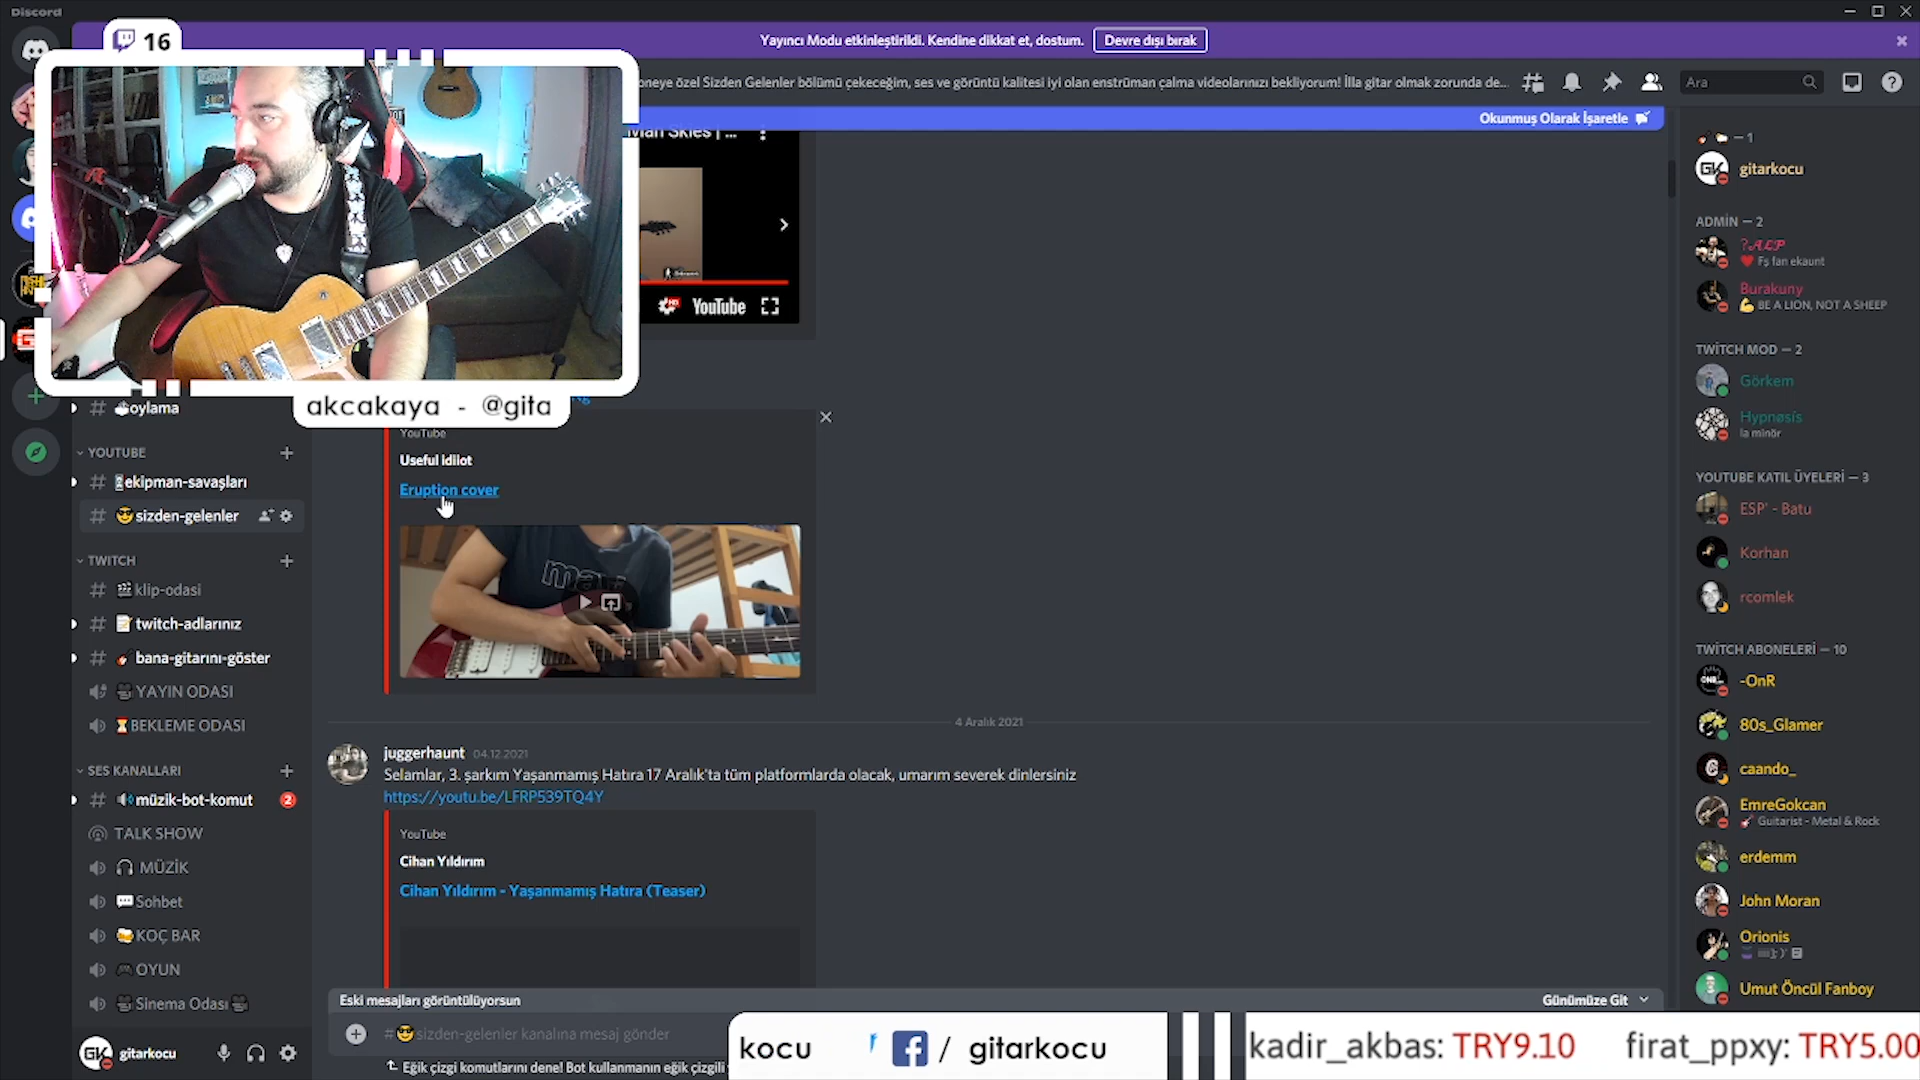 Discord
Yayıncı Modu etkinleştirildi. Kendine dikkat et, dostum.
Devre dışı bırak
16
oneye özel Sizden Gelenler bölümü çekeceğim, ses ve görüntü kalitesi iyi olan enstrüman çalma videolarınızı bekliyorum! İlla gitar olmak zorunda de...
Ara
Okunmuş Olarak İşaretle
Man Skies | ...
YouTube
akcakaya - @gita
oylama
YOUTUBE
ekipman-savaşları
sizden-gelenler
TWITCH
klip-odasi
twitch-adlarınız
bana-gitarını-göster
YAYIN ODASI
BEKLEME ODASI
SES KANALLARI
müzik-bot-komut
2
TALK SHOW
MÜZİK
Sohbet
KOÇ BAR
OYUN
Sinema Odası
gitarkocu
YouTube
Useful idiot
Eruption cover
4 Aralık 2021
juggerhaunt 04.12.2021
Selamlar, 3. şarkım Yaşanmamış Hatıra 17 Aralık'ta tüm platformlarda olacak, umarım severek dinlersiniz
https://youtu.be/LFRP539TQ4Y
YouTube
Cihan Yıldırım
Cihan Yıldırım - Yaşanmamış Hatıra (Teaser)
Eski mesajları görüntülüyorsun
Günümüze Git
#sizden-gelenler kanalına mesaj gönder
Eğik çizgi komutlarını dene! Bot kullanmanın eğik çizgili
— 1
gitarkocu
ADMİN — 2
?ALP
Fş fan ekaunt
Burakuny
BE A LION, NOT A SHEEP
TWİTCH MOD — 2
Görkem
Hypnøsís
la minör
YOUTUBE KATIL ÜYELERİ — 3
ESP' - Batu
Korhan
rcomlek
TWİTCH ABONELERİ — 10
-OnR
80s_Glamer
caando_
EmreGokcan
Guitarist - Metal & Rock
erdemm
John Moran
Orionis
Umut Öncül Fanboy
kocu
f / gitarkocu
kadir_akbas: TRY9.10
firat_ppxy: TRY5.00